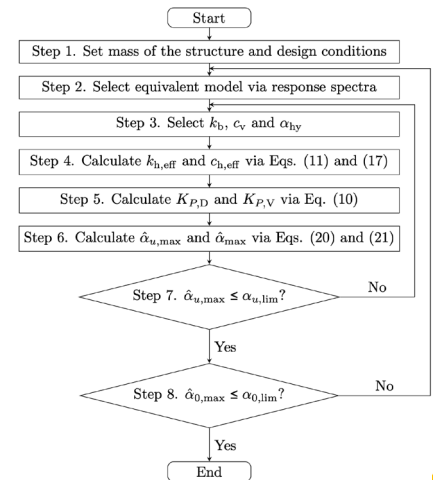 Start
Step 1. Set mass of the structure and design conditions
Step 2. Select equivalent model via response spectra
Step 3. Select k_b, c_v and α_hy
Step 4. Calculate k_h,eff and c_h,eff via Eqs. (11) and (17)
Step 5. Calculate K_P,D and K_P,V via Eq. (10)
Step 6. Calculate α̂_u,max and α̂_max via Eqs. (20) and (21)
Step 7. α̂_u,max ≤ α_u,lim?
No
Yes
Step 8. α̂_0,max ≤ α_0,lim?
No
Yes
End